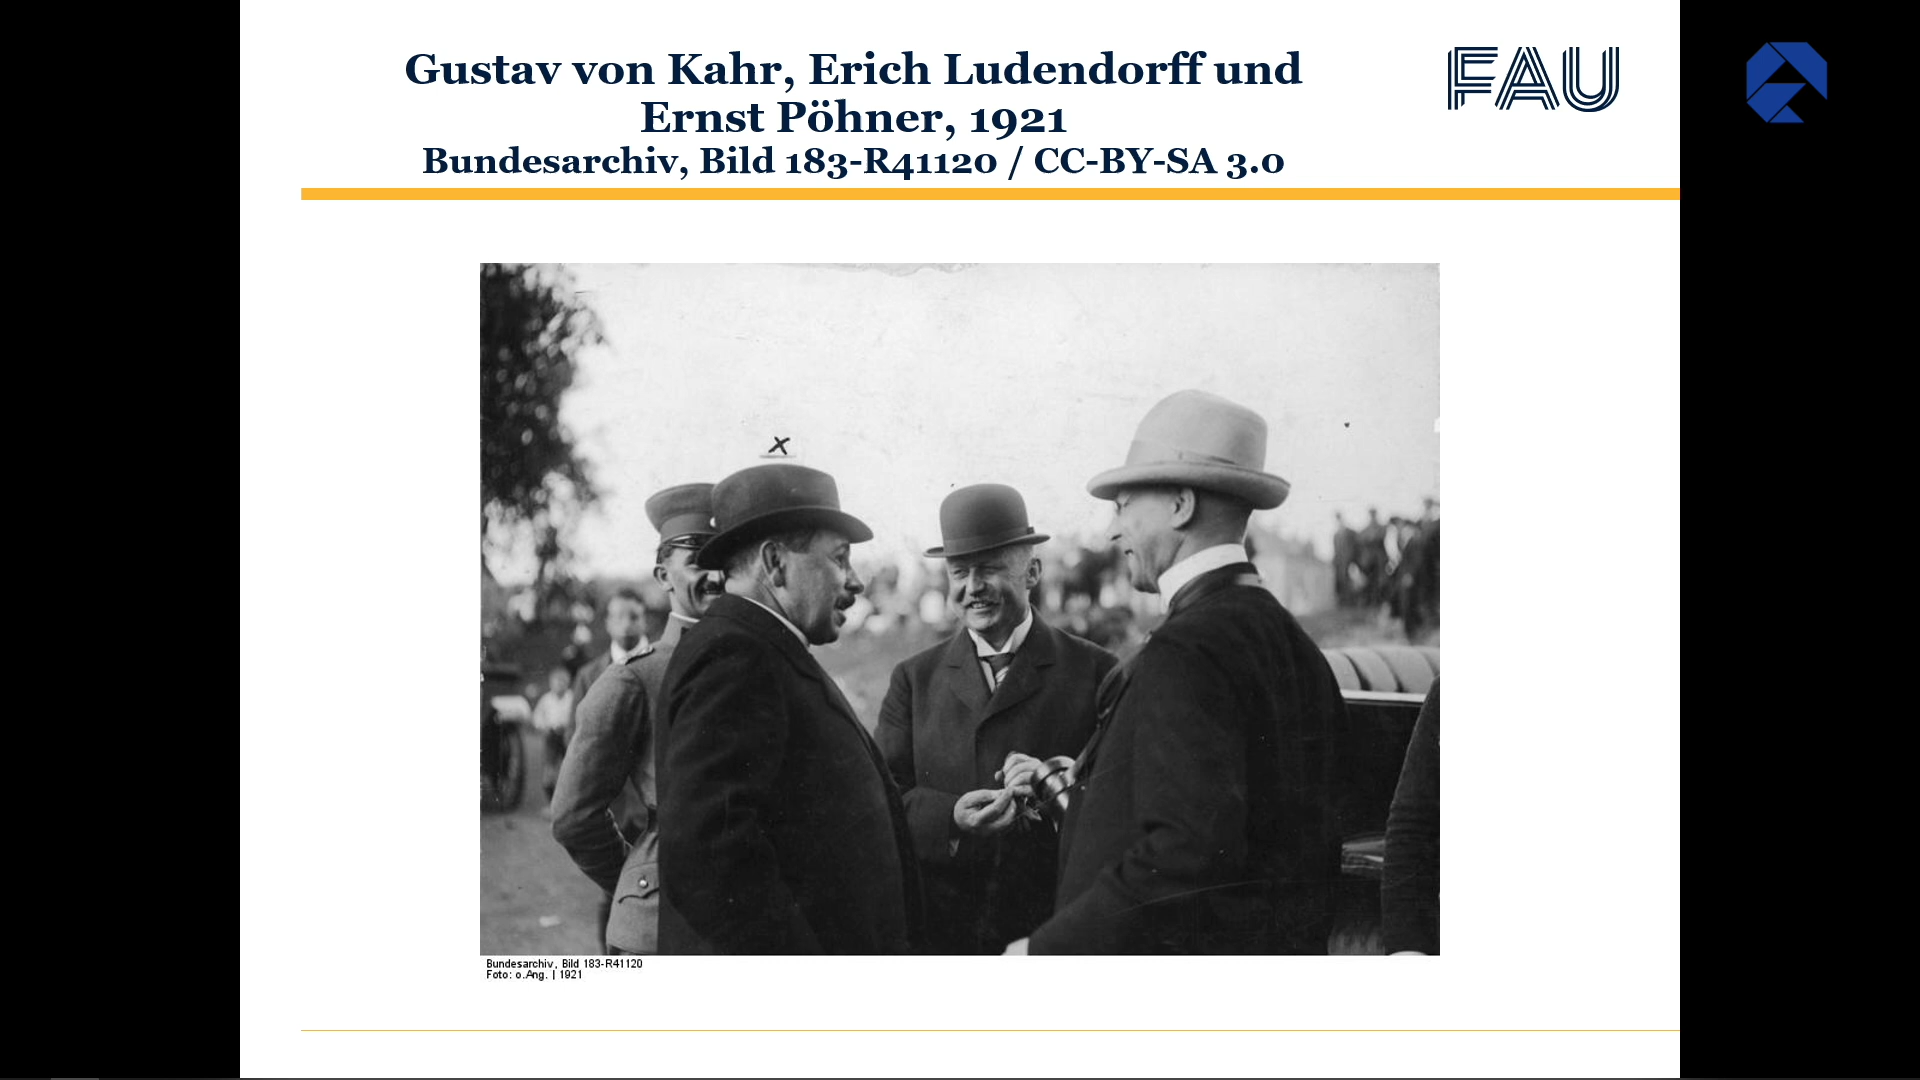 Gustav von Kahr, Erich Ludendorff und
Ernst Pöhner, 1921
Bundesarchiv, Bild 183-R41120 / CC-BY-SA 3.0
FAU
x
Bundesarchiv, Bild 183-R41120
Foto: o.Ang. | 1921